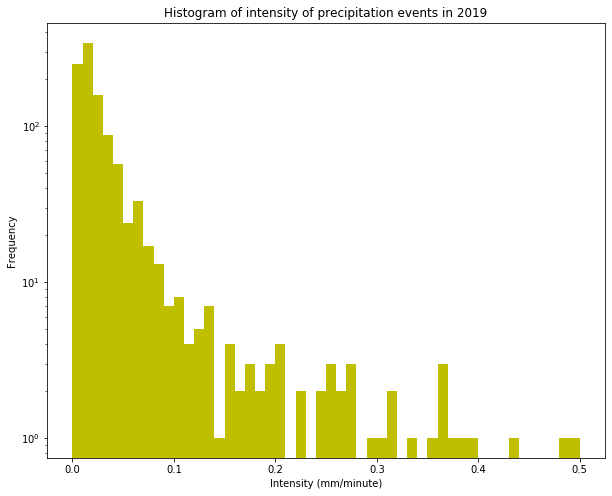 Histogram of intensity of precipitation events in 2019
10²
10¹
10⁰
Frequency
0.0 0.1 0.2 0.3 0.4 0.5
Intensity (mm/minute)